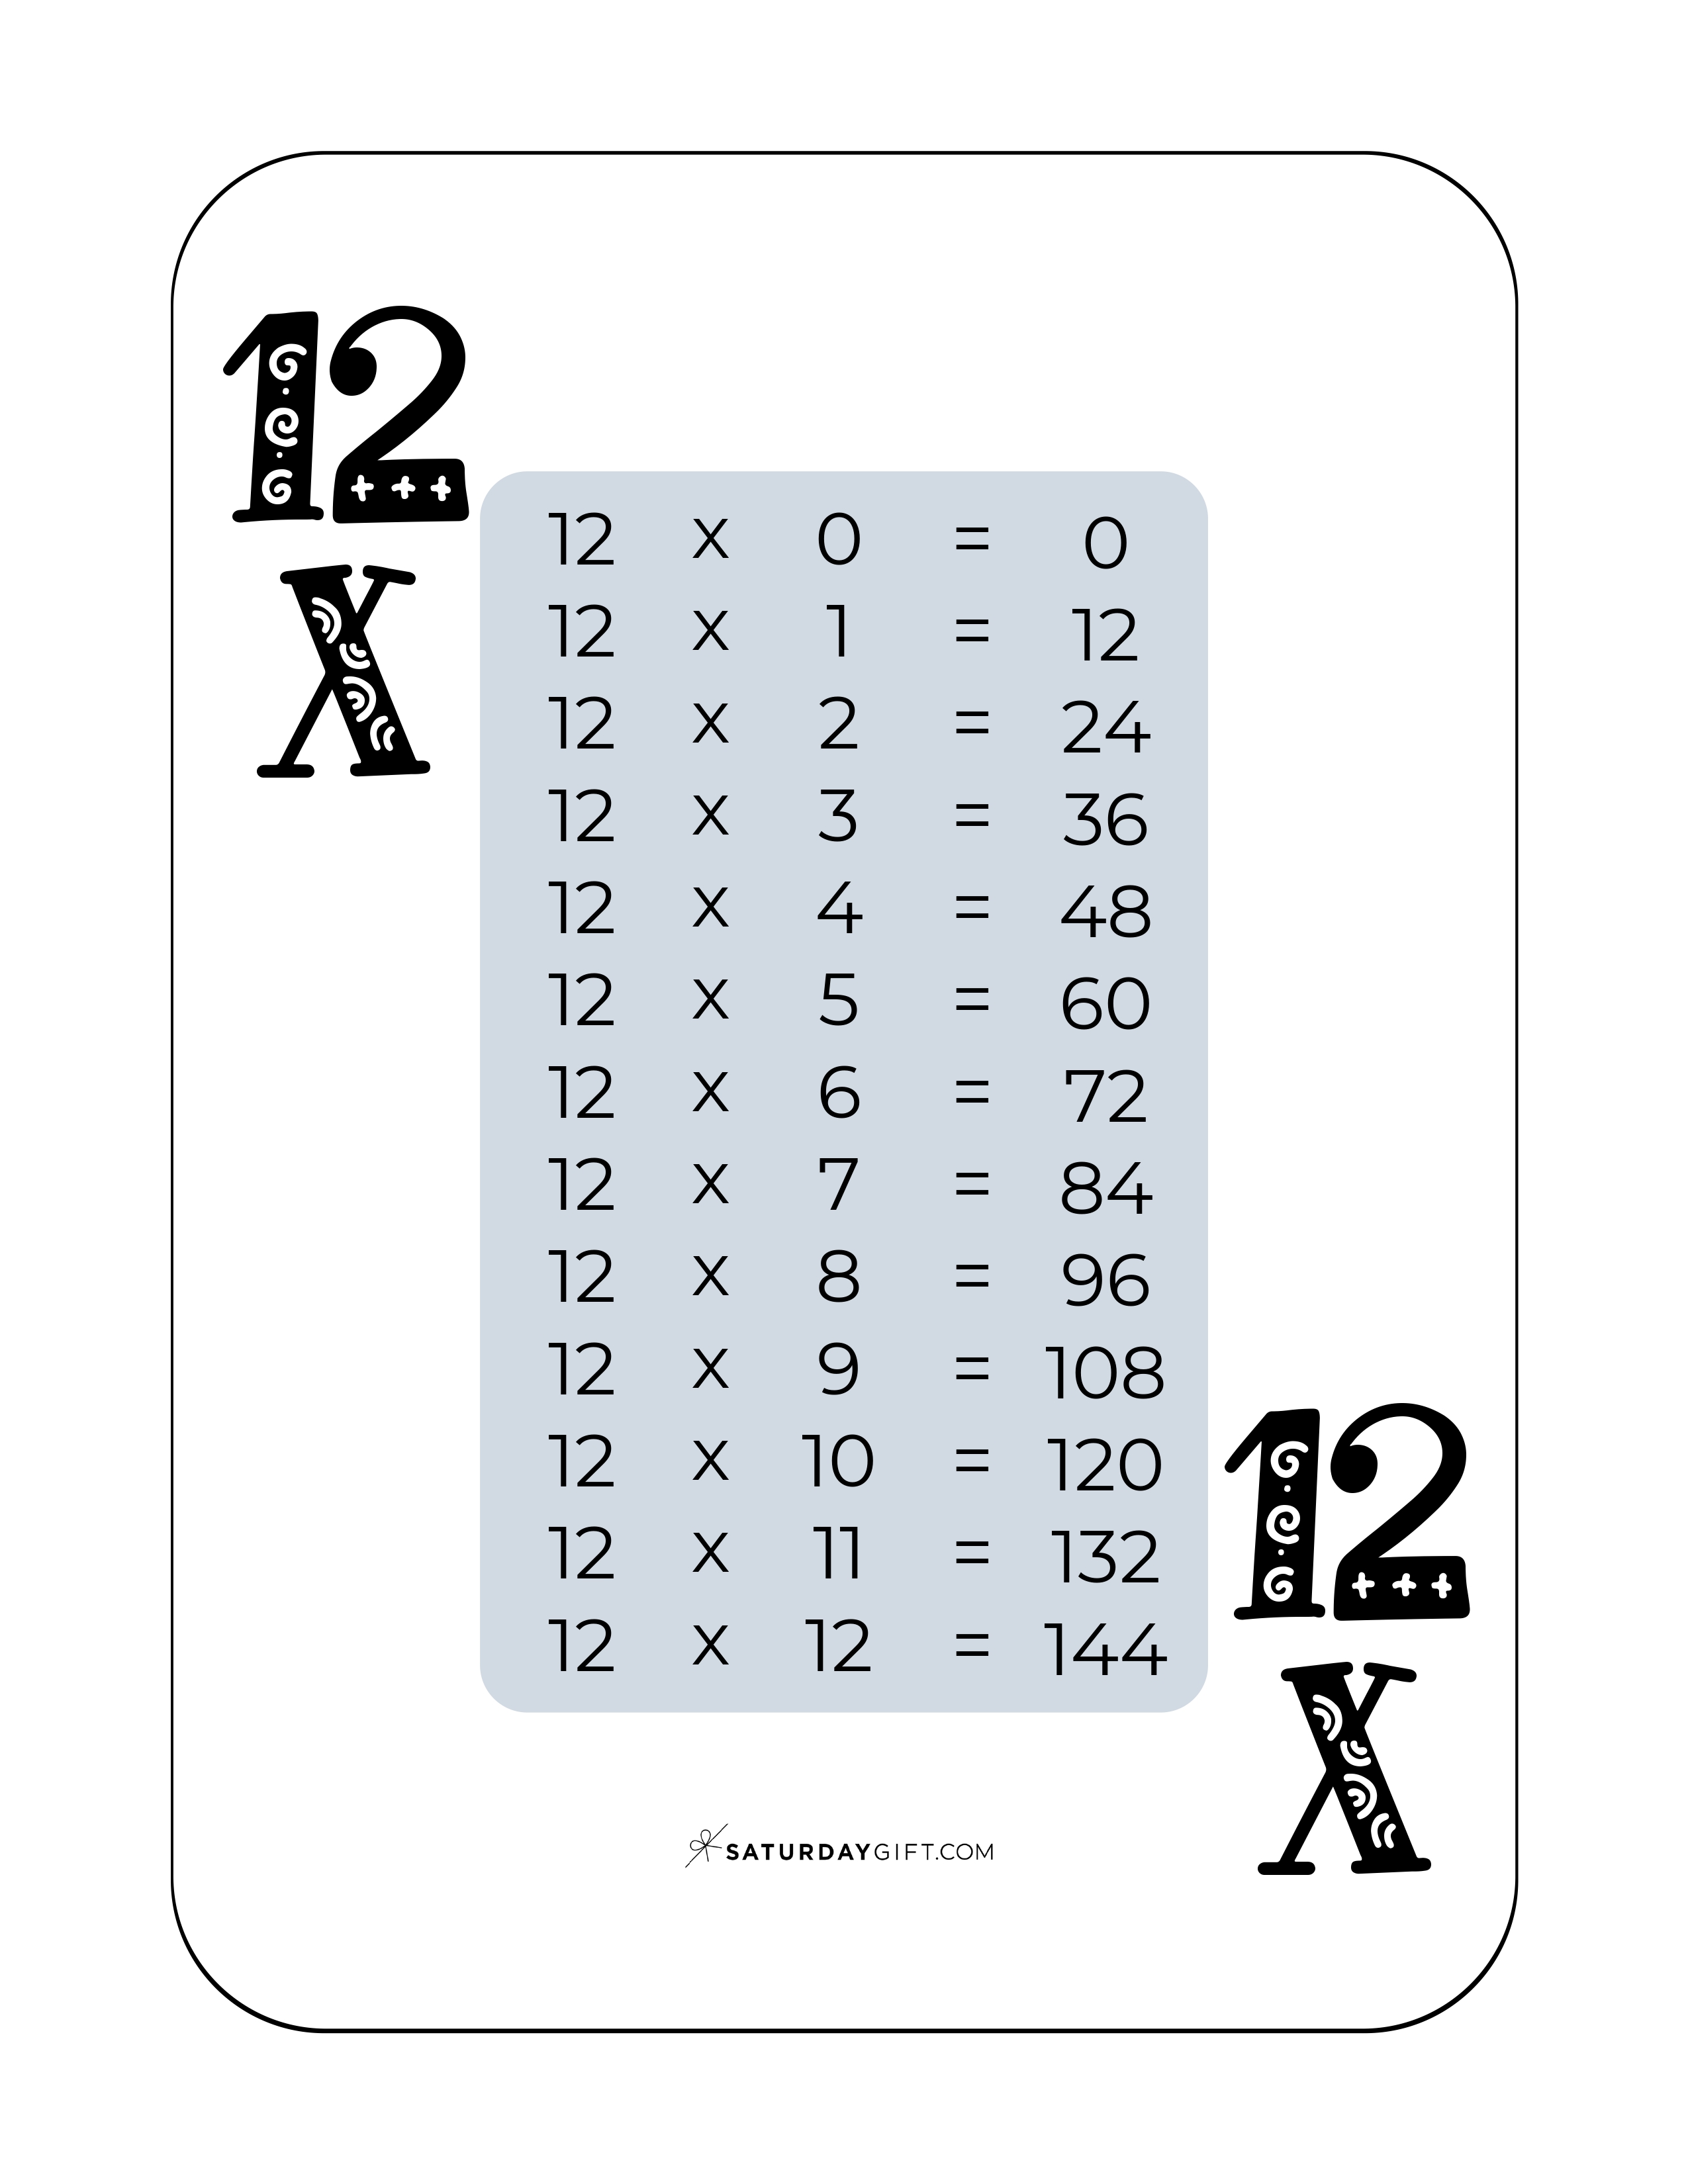 12
X
12 x 0 = 0
12 x 1 = 12
12 x 2 = 24
12 x 3 = 36
12 x 4 = 48
12 x 5 = 60
12 x 6 = 72
12 x 7 = 84
12 x 8 = 96
12 x 9 = 108
12 x 10 = 120
12 x 11 = 132
12 x 12 = 144
12
X
SATURDAYGIFT.COM